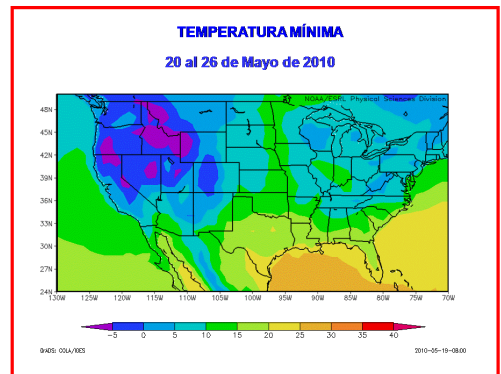 TEMPERATURA MÍNIMA
20 al 26 de Mayo de 2010
NOAA/ESRL Physical Sciences Division
48N
45N
42N
39N
36N
33N
30N
27N
24N
130W 125W 120W 115W 110W 105W 100W 95W 90W 85W 80W 75W 70W
-5 0 5 10 15 20 25 30 35 40
GrADS: COLA/IGES 2010-05-19-08:00